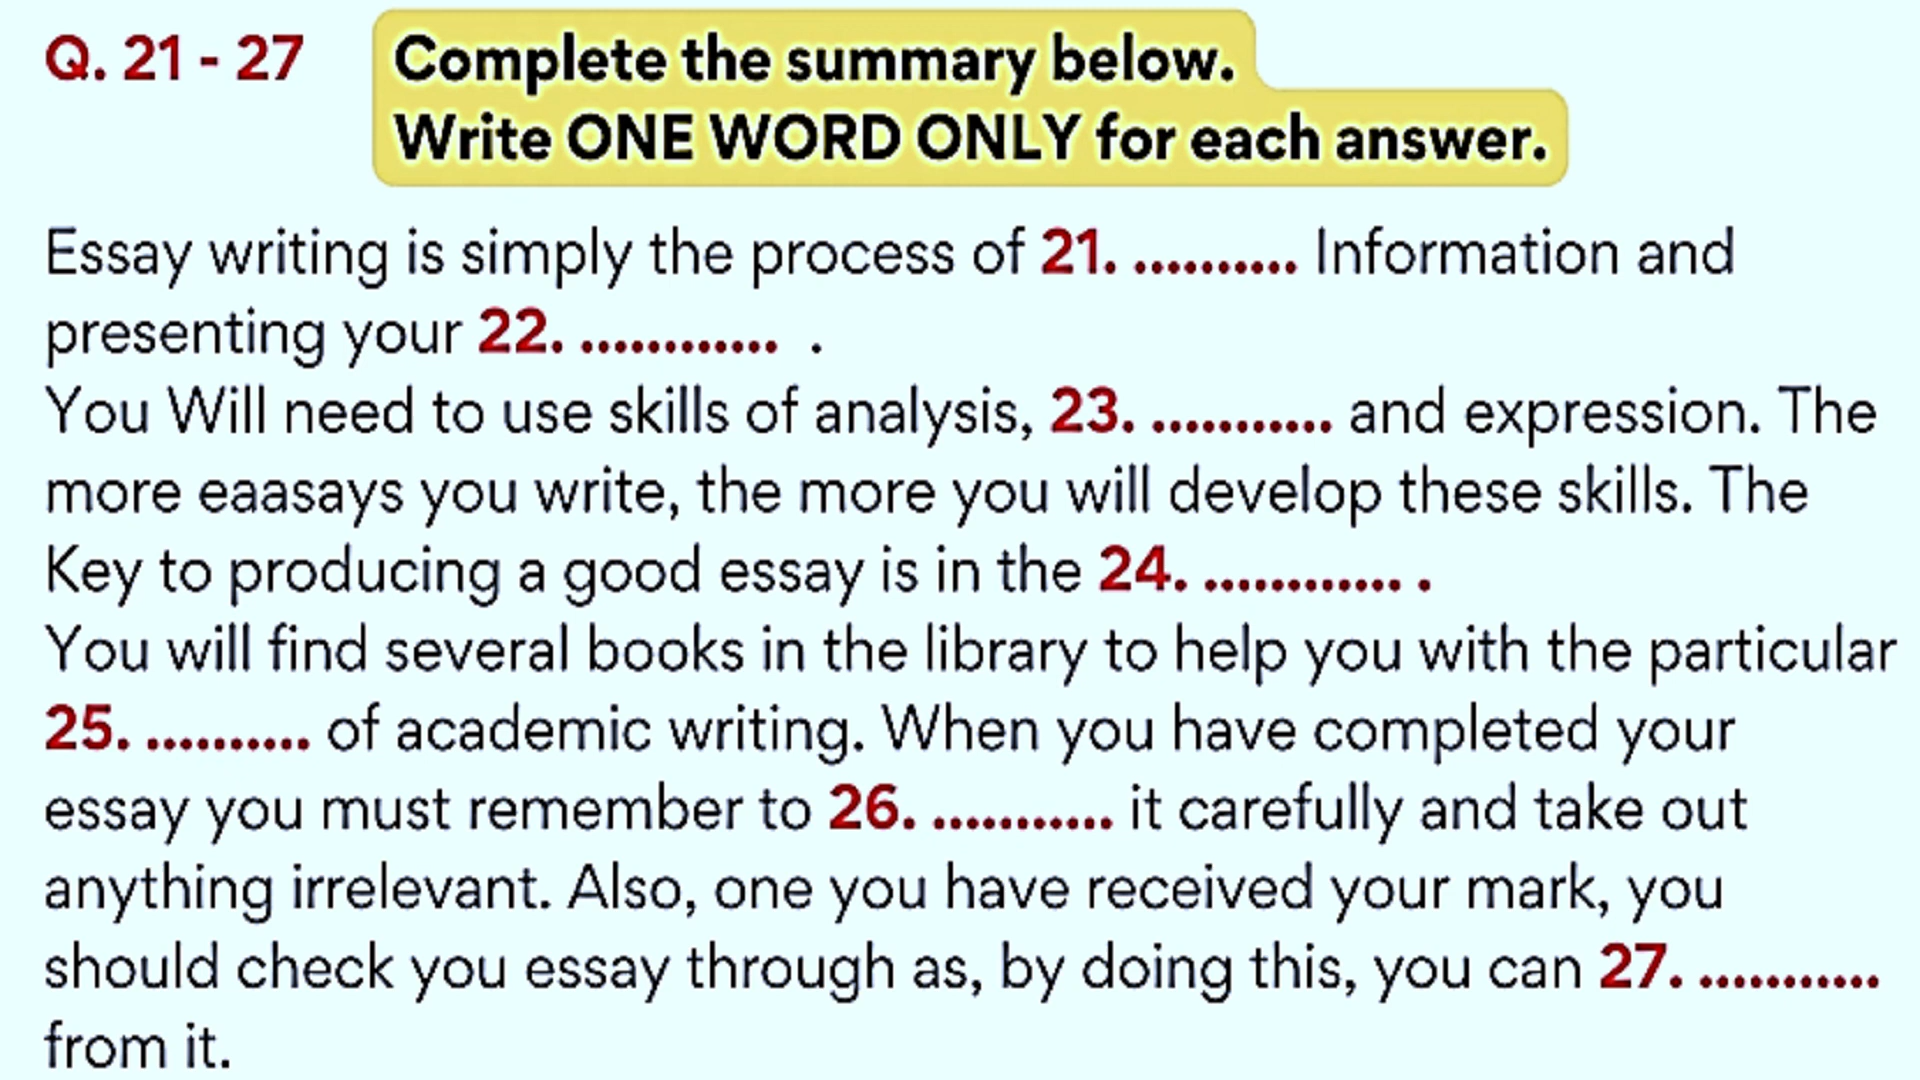 Q. 21 - 27 Complete the summary below.
Write ONE WORD ONLY for each answer.
Essay writing is simply the process of 21. .......... Information and
presenting your 22. ............ .
You Will need to use skills of analysis, 23. ........... and expression. The
more eaasays you write, the more you will develop these skills. The
Key to producing a good essay is in the 24. ............ .
You will find several books in the library to help you with the particular
25. .......... of academic writing. When you have completed your
essay you must remember to 26. ........... it carefully and take out
anything irrelevant. Also, one you have received your mark, you
should check you essay through as, by doing this, you can 27. ...........
from it.